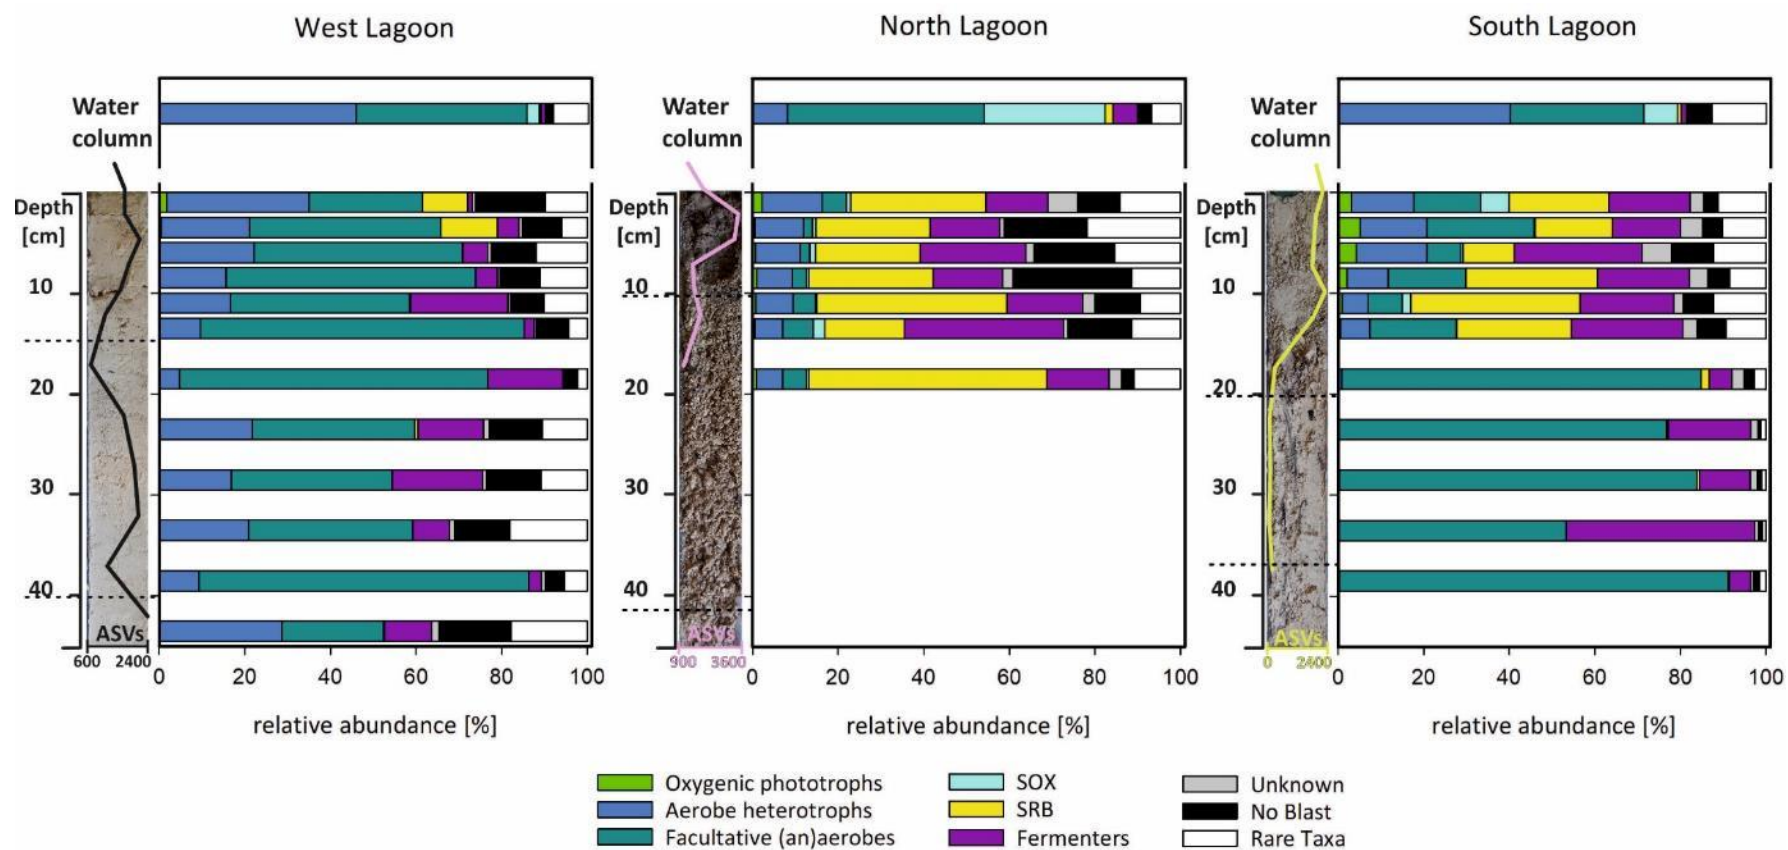 West Lagoon
North Lagoon
South Lagoon
Water
column
Water
column
Water
column
Depth
[cm]
10
20
30
40
ASVs
600 2400
0 20 40 60 80 100
relative abundance [%]
Depth
[cm]
10
20
30
40
ASVs
900 3600
0 20 40 60 80 100
relative abundance [%]
Depth
[cm]
10
20
30
40
ASVs
0 2400
0 20 40 60 80 100
relative abundance [%]
Oxygenic phototrophs
Aerobe heterotrophs
Facultative (an)aerobes
SOX
SRB
Fermenters
Unknown
No Blast
Rare Taxa